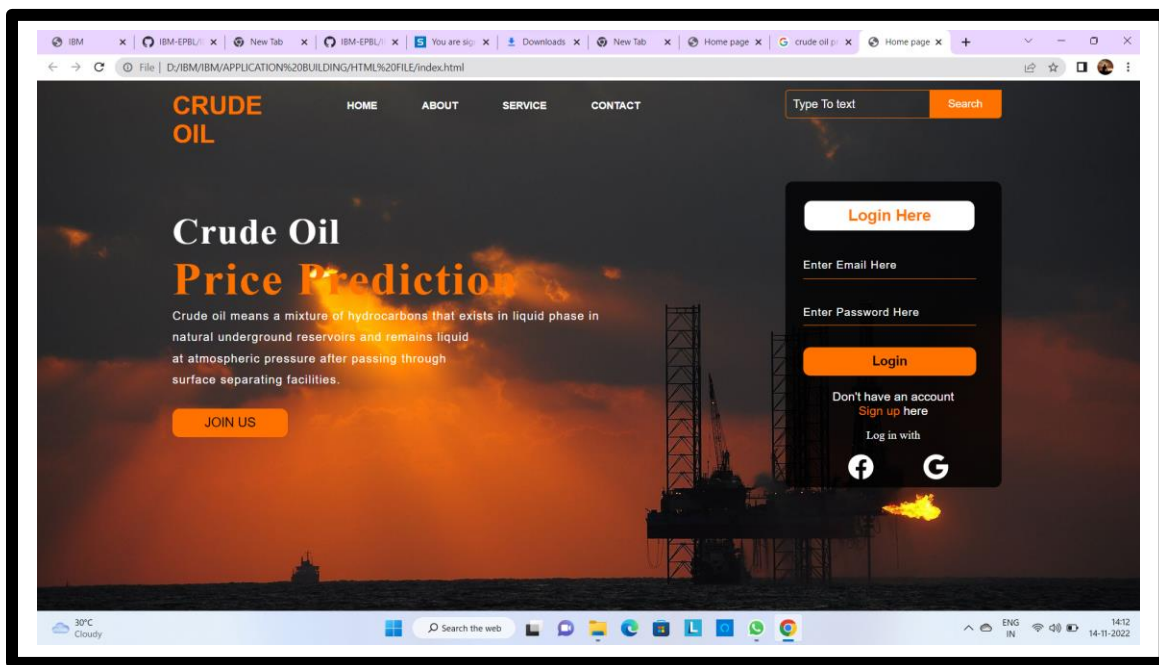 IBM
IBM-EPBL/I
New Tab
IBM-EPBL/I
You are sig
Downloads
New Tab
Home page
crude oil p
Home page
File | D:/IBM/IBM/APPLICATION%20BUILDING/HTML%20FILE/index.html
CRUDE
OIL
HOME ABOUT SERVICE CONTACT
Type To text
Search
Crude Oil
Price Prediction
Crude oil means a mixture of hydrocarbons that exists in liquid phase in
natural underground reservoirs and remains liquid
at atmospheric pressure after passing through
surface separating facilities.
JOIN US
Login Here
Enter Email Here
Enter Password Here
Login
Don't have an account
Sign up here
Log in with
30°C
Cloudy
Search the web
ENG
IN
14:12
14-11-2022